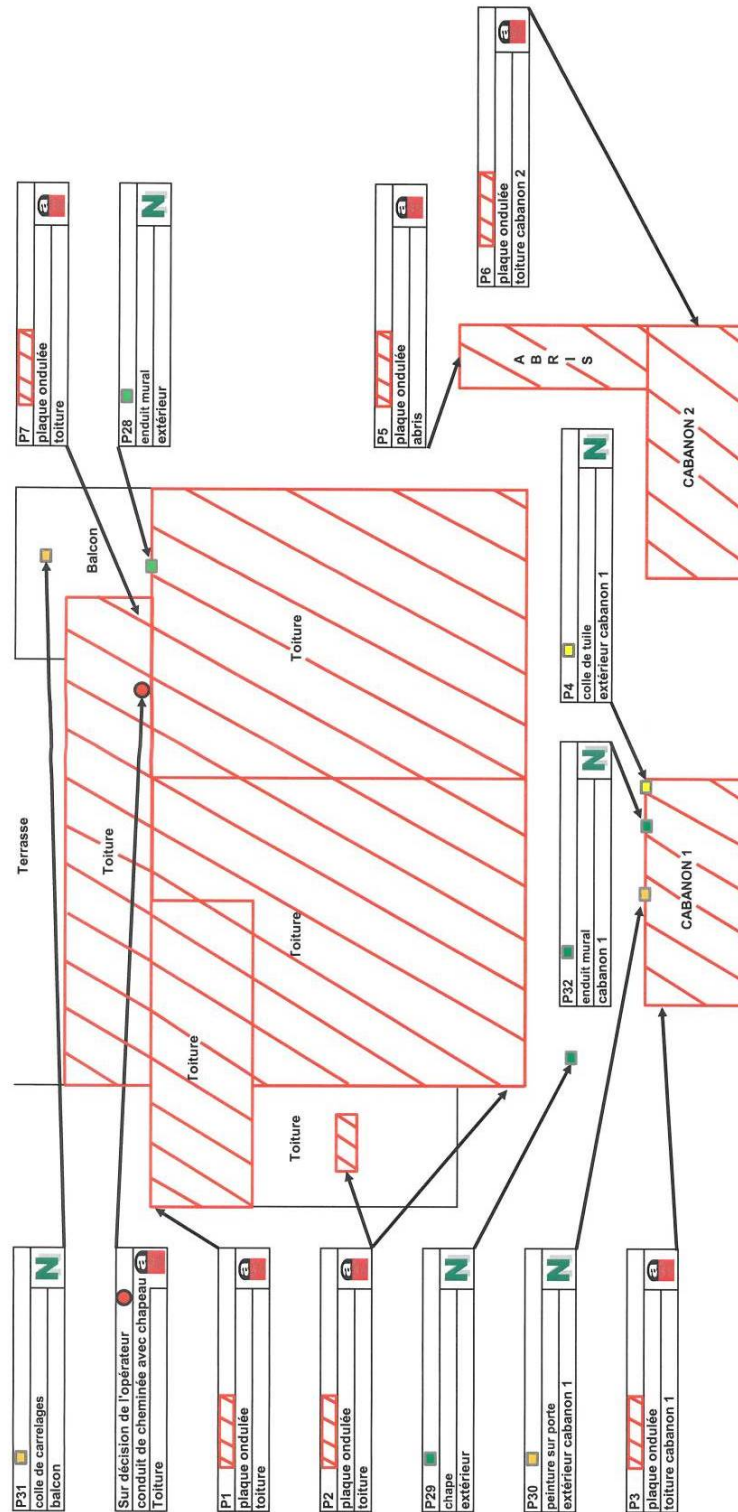 P31
colle de carrelages
balcon
N
Sur décision de l'opérateur
conduit de cheminée avec chapeau
Toiture
a
P1
plaque ondulée
toiture
a
P2
plaque ondulée
toiture
a
P29
chape
extérieur
N
P30
peinture sur porte
extérieur cabanon 1
N
P3
plaque ondulée
toiture cabanon 1
a
Terrasse
Balcon
Toiture
Toiture
Toiture
Toiture
Toiture
P32
enduit mural
cabanon 1
N
P4
colle de tuile
extérieur cabanon 1
N
CABANON 1
P7
plaque ondulée
toiture
a
P28
enduit mural
extérieur
N
P5
plaque ondulée
abris
a
P6
plaque ondulée
toiture cabanon 2
a
A
B
R
I
S
CABANON 2